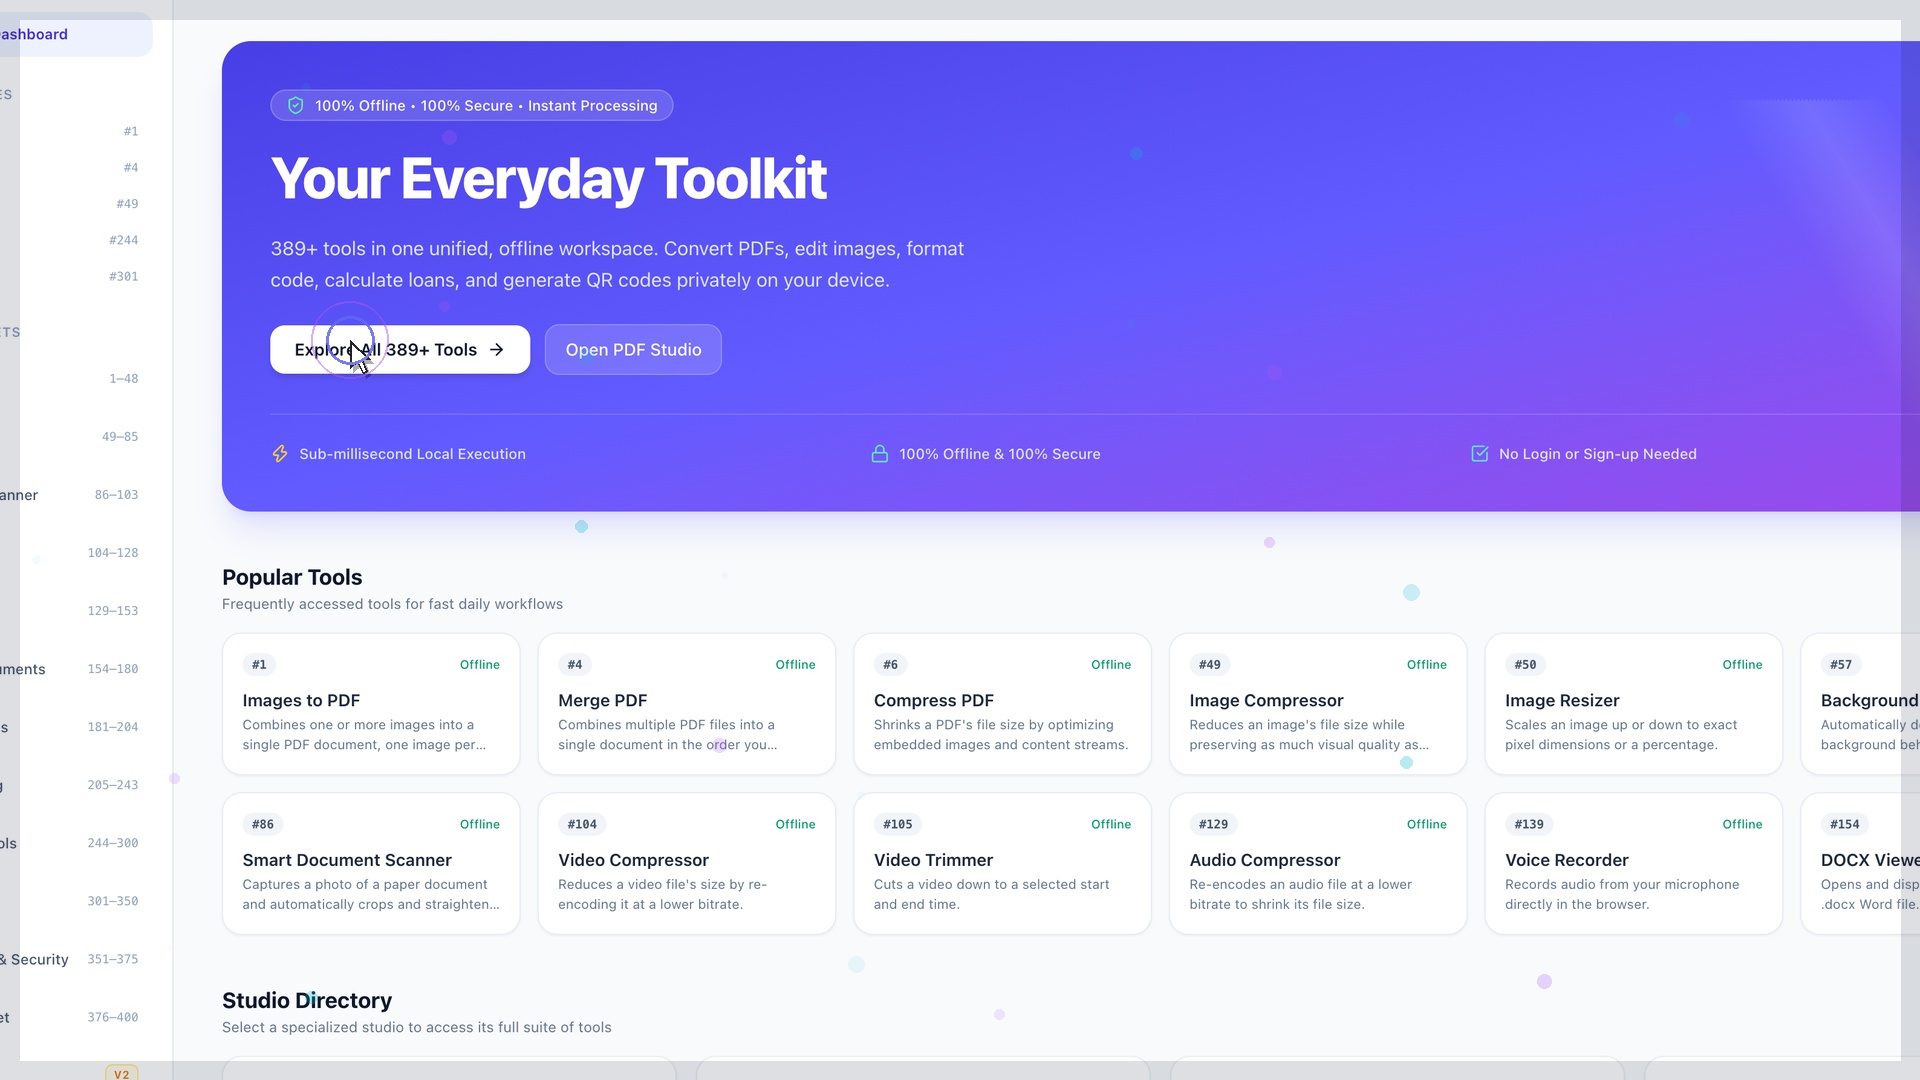 Dashboard
ES
#1
#4
#49
#244
#301
ETS
1–48
49–85
anner 86–103
104–128
129–153
uments 154–180
s 181–204
g 205–243
ols 244–300
301–350
& Security 351–375
et 376–400
V2
100% Offline • 100% Secure • Instant Processing
Your Everyday Toolkit
389+ tools in one unified, offline workspace. Convert PDFs, edit images, format
code, calculate loans, and generate QR codes privately on your device.
Explore All 389+ Tools →
Open PDF Studio
Sub-millisecond Local Execution
100% Offline & 100% Secure
No Login or Sign-up Needed
Popular Tools
Frequently accessed tools for fast daily workflows
#1 Offline
Images to PDF
Combines one or more images into a
single PDF document, one image per...
#4 Offline
Merge PDF
Combines multiple PDF files into a
single document in the order you...
#6 Offline
Compress PDF
Shrinks a PDF's file size by optimizing
embedded images and content streams.
#49 Offline
Image Compressor
Reduces an image's file size while
preserving as much visual quality as...
#50 Offline
Image Resizer
Scales an image up or down to exact
pixel dimensions or a percentage.
#57
Background
Automatically d
background beh
#86 Offline
Smart Document Scanner
Captures a photo of a paper document
and automatically crops and straighten...
#104 Offline
Video Compressor
Reduces a video file's size by re-
encoding it at a lower bitrate.
#105 Offline
Video Trimmer
Cuts a video down to a selected start
and end time.
#129 Offline
Audio Compressor
Re-encodes an audio file at a lower
bitrate to shrink its file size.
#139 Offline
Voice Recorder
Records audio from your microphone
directly in the browser.
#154
DOCX Viewe
Opens and disp
.docx Word file.
Studio Directory
Select a specialized studio to access its full suite of tools